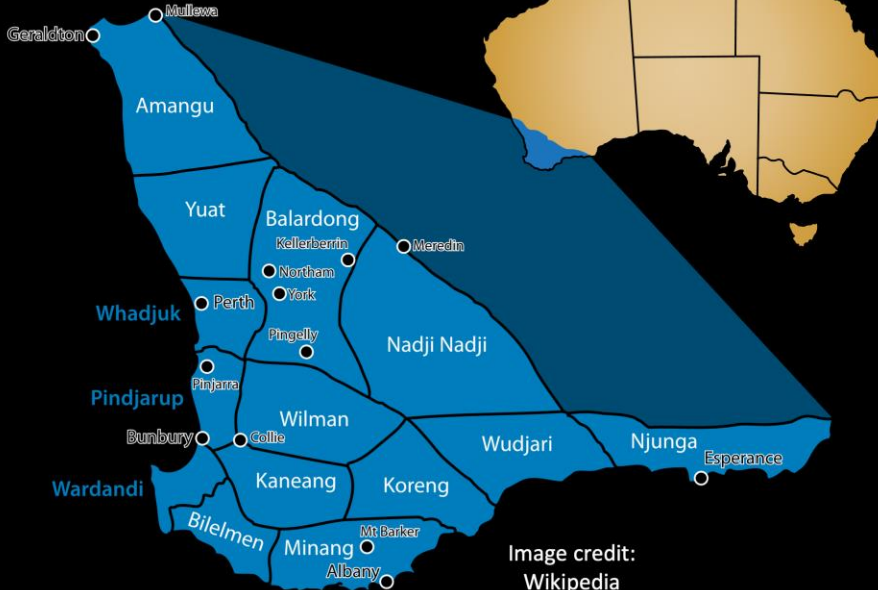 Mullewa
Geraldton
Amangu
Yuat
Balardong
Kellerberrin
Meredin
Northam
York
Whadjuk
Perth
Pingelly
Nadji Nadji
Pinjarra
Pindjarup
Wilman
Bunbury
Collie
Wudjari
Njunga
Esperance
Wardandi
Kaneang
Koreng
Bilelmen
Minang
Mt Barker
Albany
Image credit:
Wikipedia